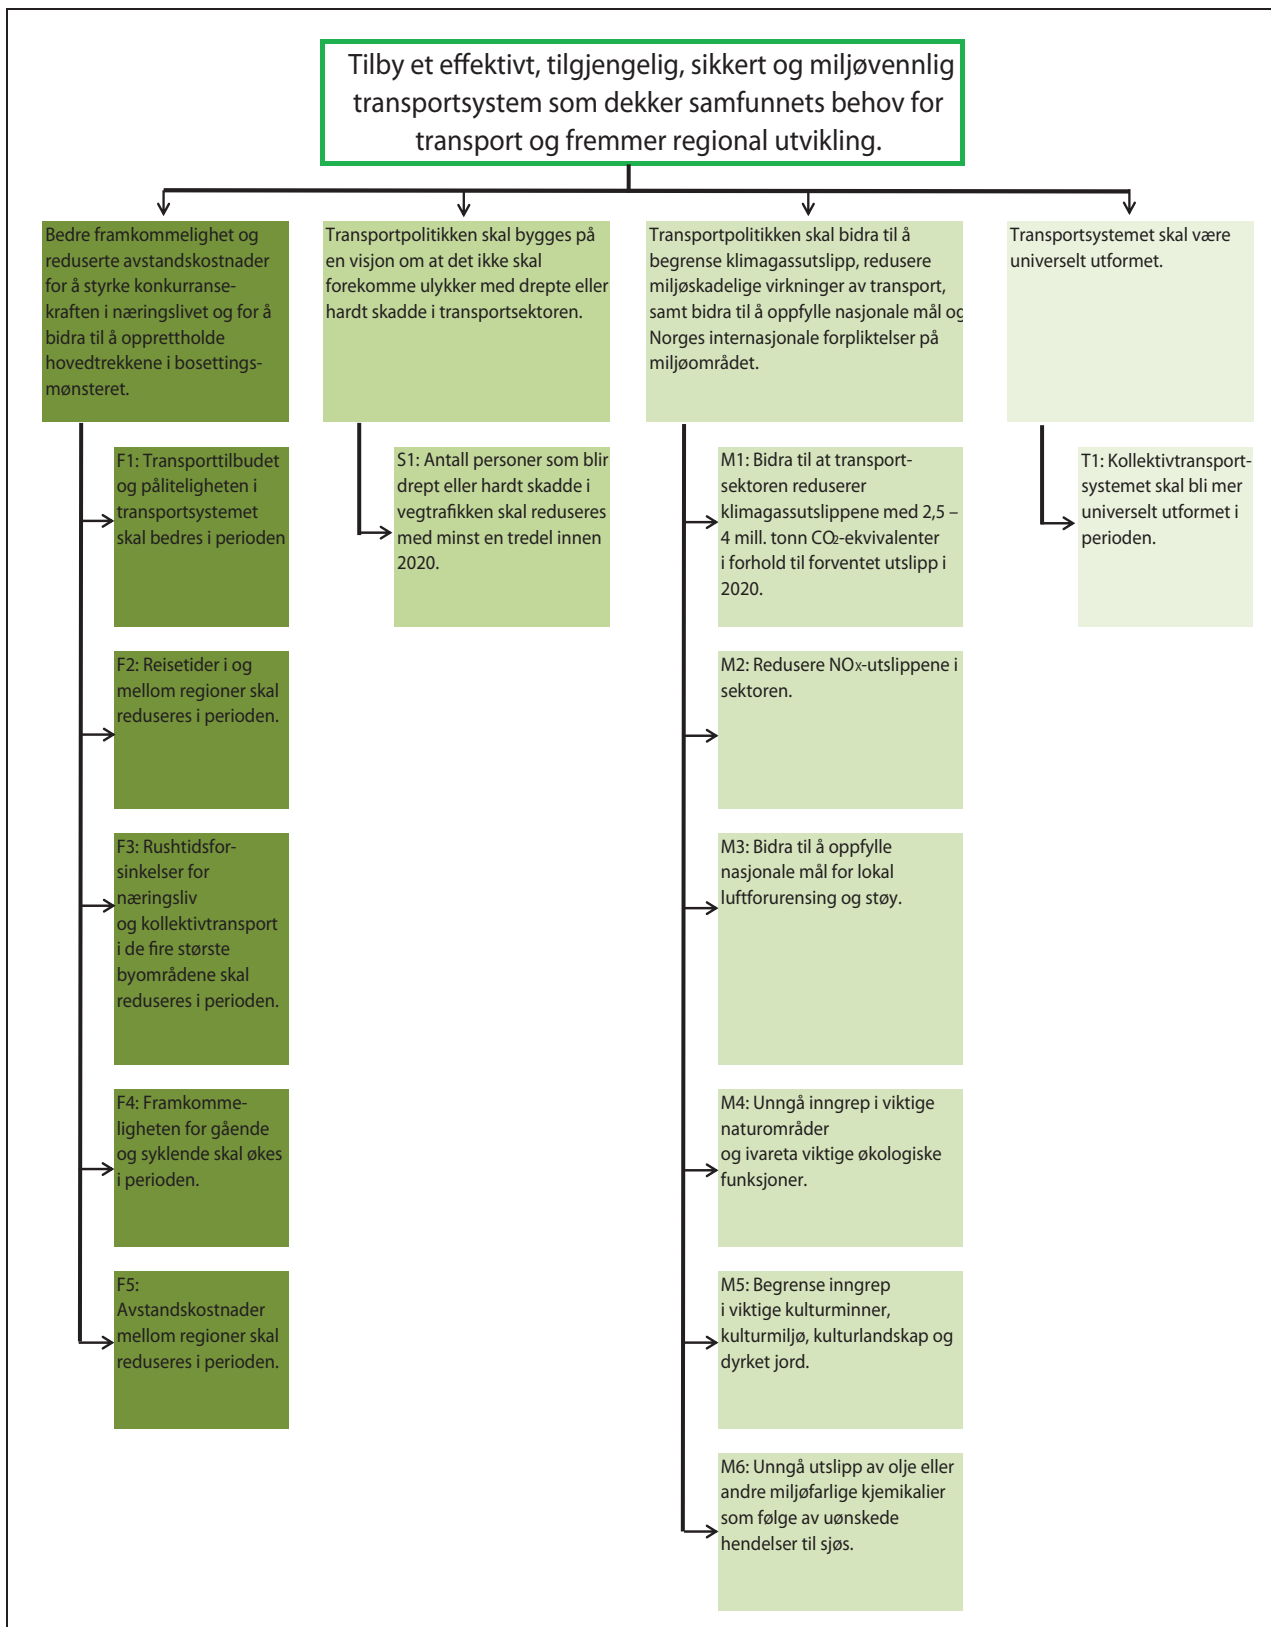 Tilby et effektivt, tilgjengelig, sikkert og miljøvennlig
transportsystem som dekker samfunnets behov for
transport og fremmer regional utvikling.
Bedre framkommelighet og
reduserte avstandskostnader
for å styrke konkurranse-
kraften i næringslivet og for å
bidra til å opprettholde
hovedtrekkene i bosettings-
mønsteret.
F1: Transporttilbudet
og påliteligheten i
transportsystemet
skal bedres i perioden
F2: Reisetider i og
mellom regioner skal
reduseres i perioden.
F3: Rushtidsfor-
sinkelser for
næringsliv
og kollektivtransport
i de fire største
byområdene skal
reduseres i perioden.
F4: Framkomme-
ligheten for gående
og syklende skal økes
i perioden.
F5:
Avstandskostnader
mellom regioner skal
reduseres i perioden.
Transportpolitikken skal bygges på
en visjon om at det ikke skal
forekomme ulykker med drepte eller
hardt skadde i transportsektoren.
S1: Antall personer som blir
drept eller hardt skadde i
vegtrafikken skal reduseres
med minst en tredel innen
2020.
Transportpolitikken skal bidra til å
begrense klimagassutslipp, redusere
miljøskadelige virkninger av transport,
samt bidra til å oppfylle nasjonale mål og
Norges internasjonale forpliktelser på
miljøområdet.
M1: Bidra til at transport-
sektoren reduserer
klimagassutslippene med 2,5 –
4 mill. tonn CO2-ekvivalenter
i forhold til forventet utslipp i
2020.
M2: Redusere NOx-utslippene i
sektoren.
M3: Bidra til å oppfylle
nasjonale mål for lokal
luftforurensing og støy.
M4: Unngå inngrep i viktige
naturområder
og ivareta viktige økologiske
funksjoner.
M5: Begrense inngrep
i viktige kulturminner,
kulturmiljø, kulturlandskap og
dyrket jord.
M6: Unngå utslipp av olje eller
andre miljøfarlige kjemikalier
som følge av uønskede
hendelser til sjøs.
Transportsystemet skal være
universelt utformet.
T1: Kollektivtransport-
systemet skal bli mer
universelt utformet i
perioden.